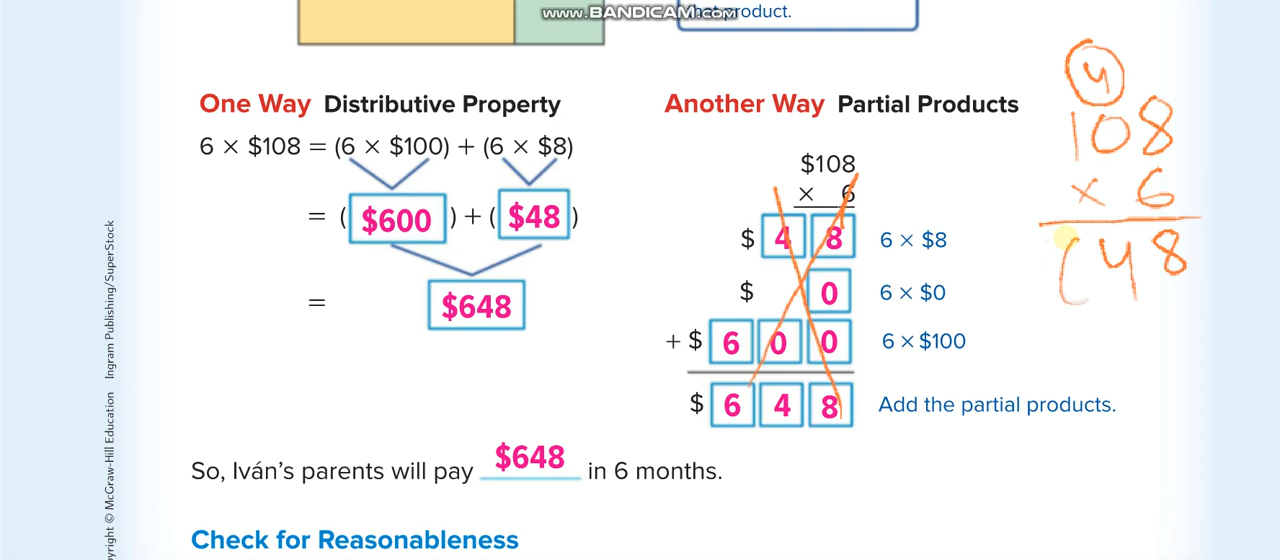 www.BANDICAM.com
that product.
One Way Distributive Property
6 × $108 = (6 × $100) + (6 × $8)
= ( $600 ) + ( $48 )
= $648
Another Way Partial Products
$108
× 6
$ 4 8 6 × $8
$ 0 6 × $0
+ $ 6 0 0 6 × $100
$ 6 4 8 Add the partial products.
4
108
× 6
48
So, Iván's parents will pay $648 in 6 months.
Check for Reasonableness
yright © McGraw-Hill Education Ingram Publishing/SuperStock